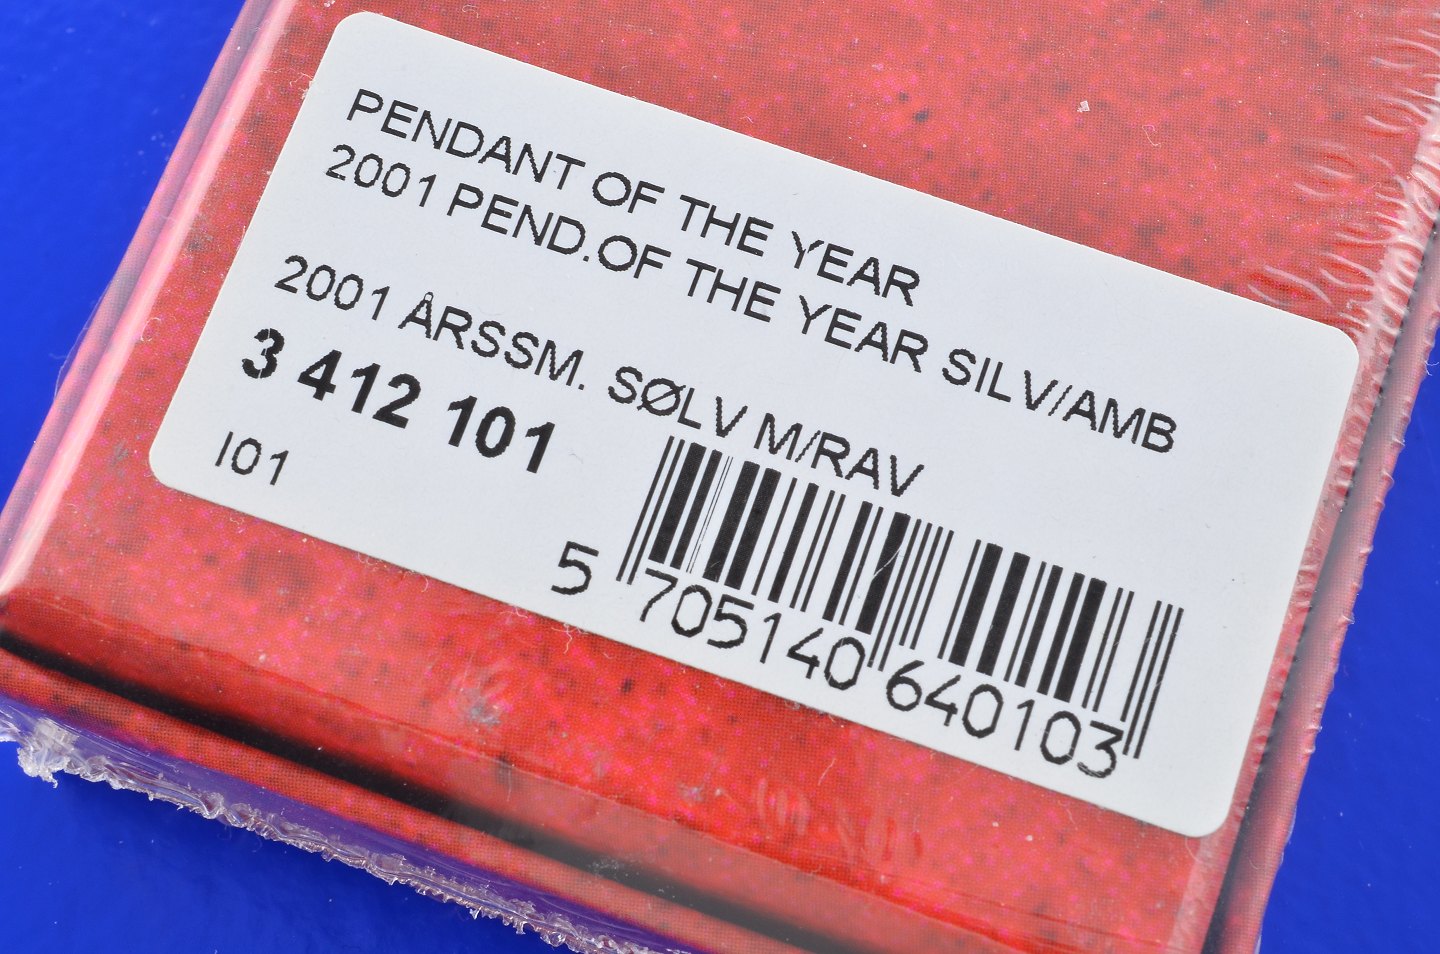 PENDANT OF THE YEAR
2001 PEND.OF THE YEAR SILV/AMB
2001 ÅRSSM. SØLV M/RAV
3 412 101
I01
5 705140 640103